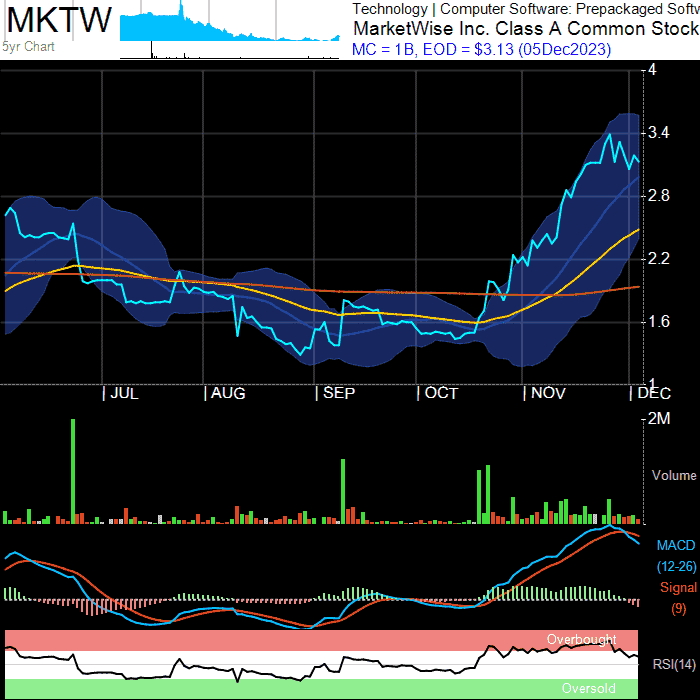 MKTW
5yr Chart
Technology | Computer Software: Prepackaged Softw
MarketWise Inc. Class A Common Stock
MC = 1B, EOD = $3.13 (05Dec2023)
4
3.4
2.8
2.2
1.6
1
| JUL | AUG | SEP | OCT | NOV | DEC
2M
Volume
MACD
(12-26)
Signal
(9)
Overbought
RSI(14)
Oversold